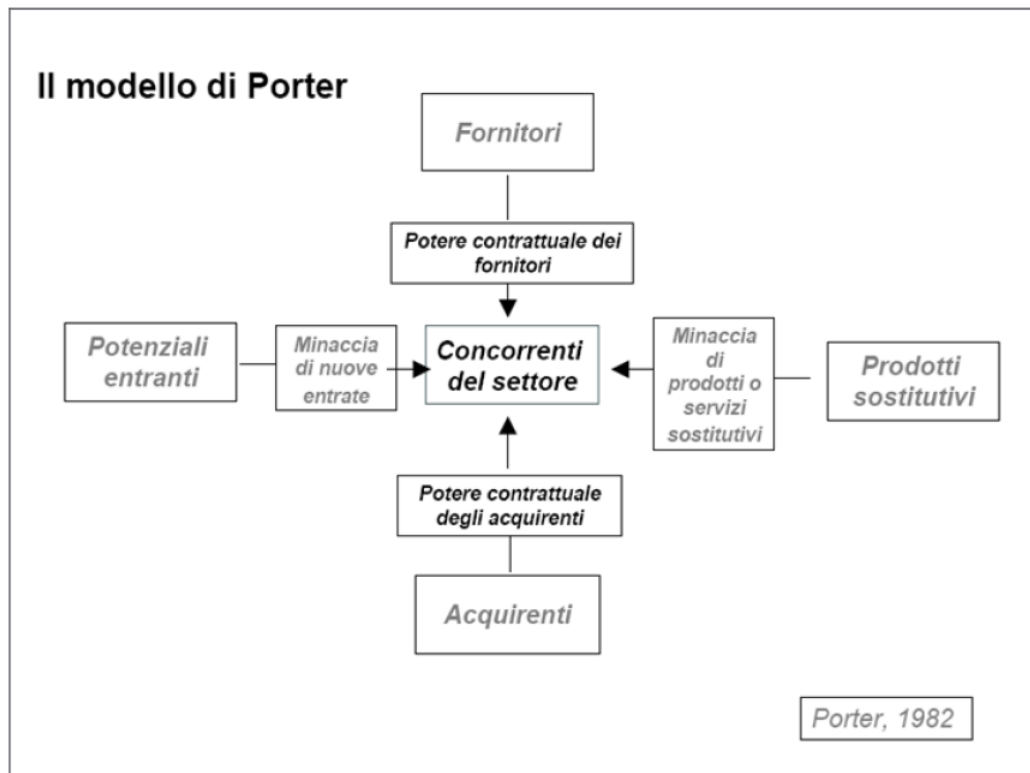 Il modello di Porter
Fornitori
Potere contrattuale dei
fornitori
Potenziali
entranti
Minaccia
di nuove
entrate
Concorrenti
del settore
Minaccia
di
prodotti o
servizi
sostitutivi
Prodotti
sostitutivi
Potere contrattuale
degli acquirenti
Acquirenti
Porter, 1982